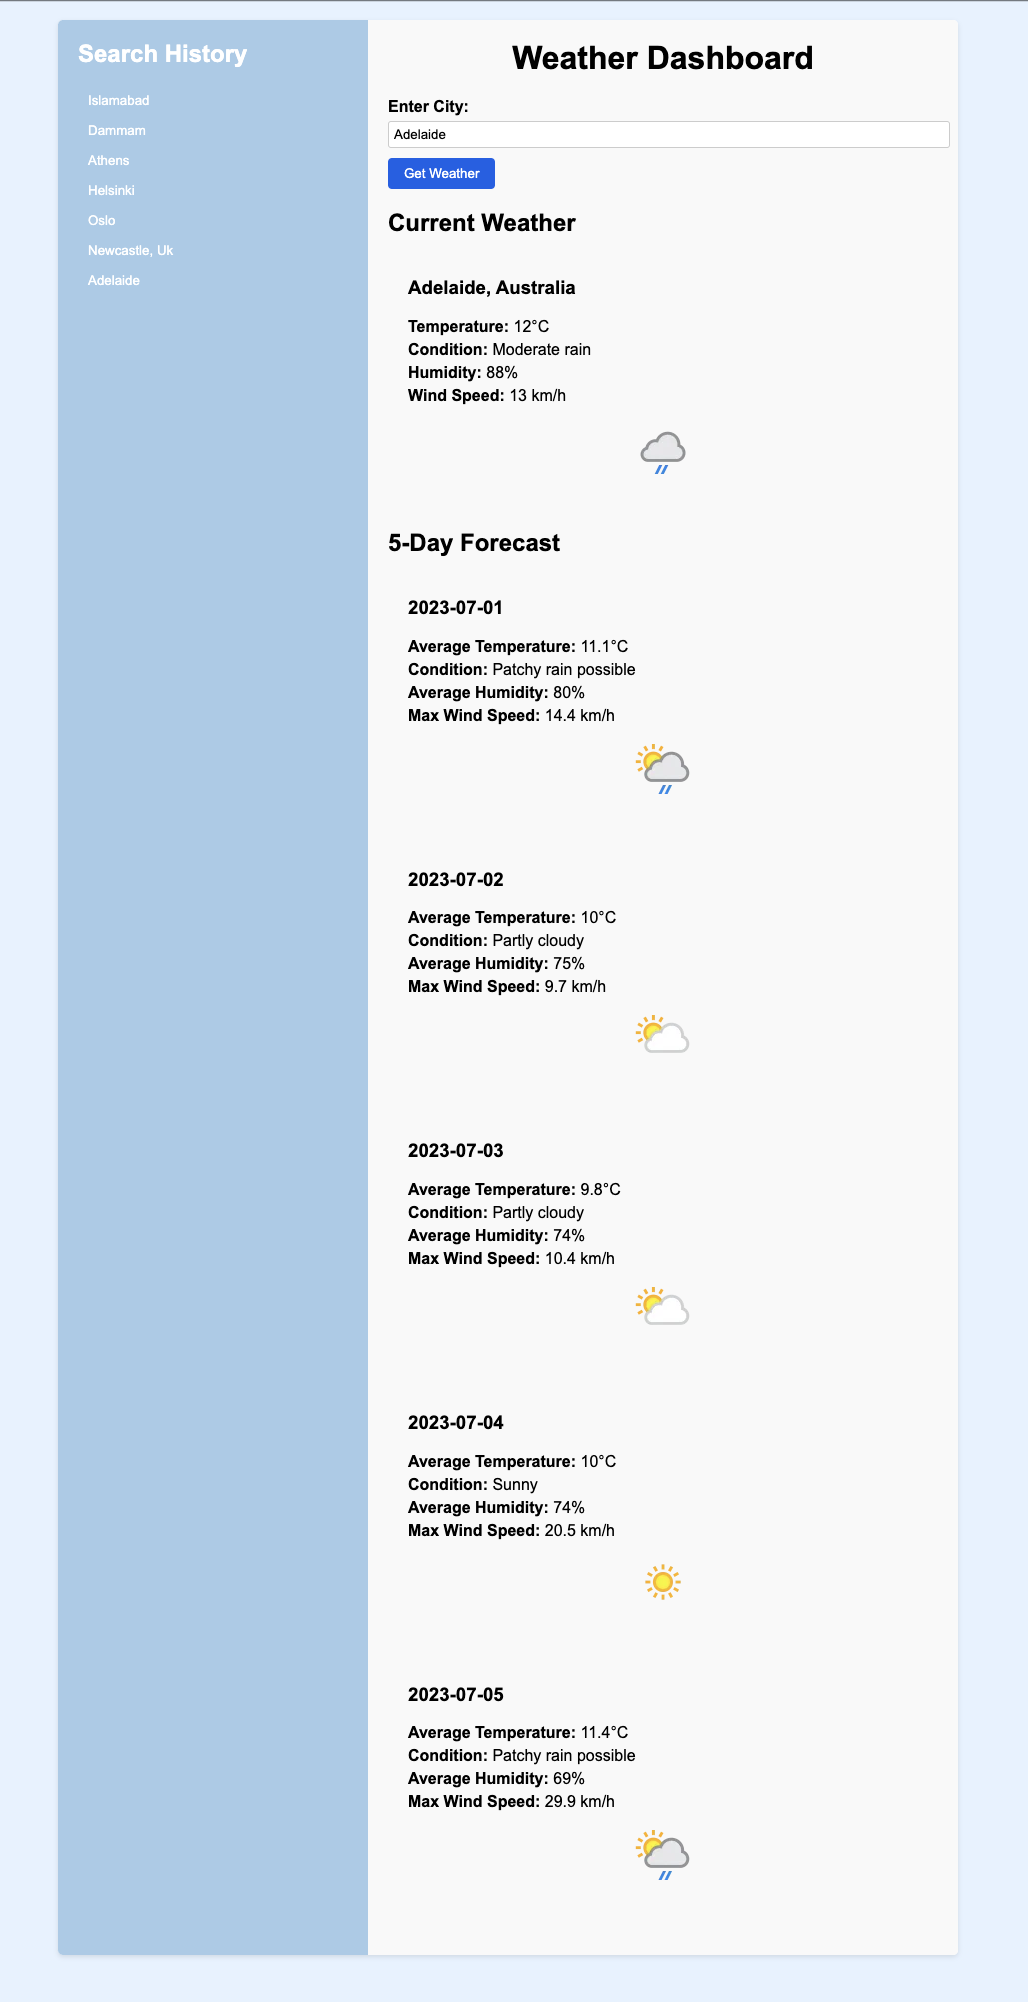 Search History
Islamabad
Dammam
Athens
Helsinki
Oslo
Newcastle, Uk
Adelaide
Weather Dashboard
Enter City:
Adelaide
Get Weather
Current Weather
Adelaide, Australia
Temperature: 12°C
Condition: Moderate rain
Humidity: 88%
Wind Speed: 13 km/h
5-Day Forecast
2023-07-01
Average Temperature: 11.1°C
Condition: Patchy rain possible
Average Humidity: 80%
Max Wind Speed: 14.4 km/h
2023-07-02
Average Temperature: 10°C
Condition: Partly cloudy
Average Humidity: 75%
Max Wind Speed: 9.7 km/h
2023-07-03
Average Temperature: 9.8°C
Condition: Partly cloudy
Average Humidity: 74%
Max Wind Speed: 10.4 km/h
2023-07-04
Average Temperature: 10°C
Condition: Sunny
Average Humidity: 74%
Max Wind Speed: 20.5 km/h
2023-07-05
Average Temperature: 11.4°C
Condition: Patchy rain possible
Average Humidity: 69%
Max Wind Speed: 29.9 km/h